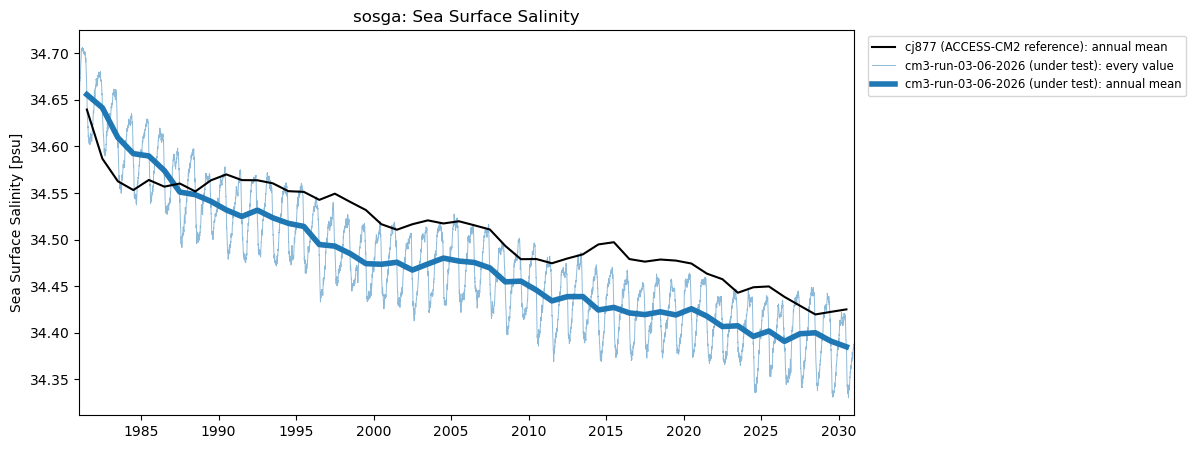 sosga: Sea Surface Salinity
Sea Surface Salinity [psu]
34.70
34.65
34.60
34.55
34.50
34.45
34.40
34.35
1985 1990 1995 2000 2005 2010 2015 2020 2025 2030
cj877 (ACCESS-CM2 reference): annual mean
cm3-run-03-06-2026 (under test): every value
cm3-run-03-06-2026 (under test): annual mean